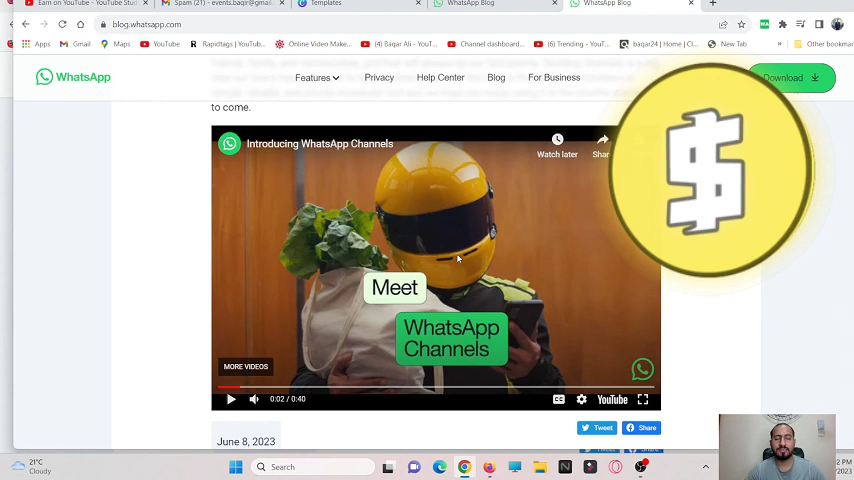 Earn on YouTube - YouTube Stud
Spam (21) - events.baqir@gmail.
Templates
WhatsApp Blog
WhatsApp Blog
blog.whatsapp.com
Apps
Gmail
Maps
YouTube
Rapidtags | YouTub
Online Video Maker...
(4) Baqar Ali - YouT...
Channel dashboard...
(6) Trending - YouT...
baqar24 | Home | Cl...
New Tab
»
Other bookmar
WhatsApp
Features
Privacy
Help Center
Blog
For Business
Download
to come.
Introducing WhatsApp Channels
Watch later
Shar
$
Meet
WhatsApp
Channels
MORE VIDEOS
0:02 / 0:40
CC
YouTube
Tweet
Share
June 8, 2023
21°C
Cloudy
Search